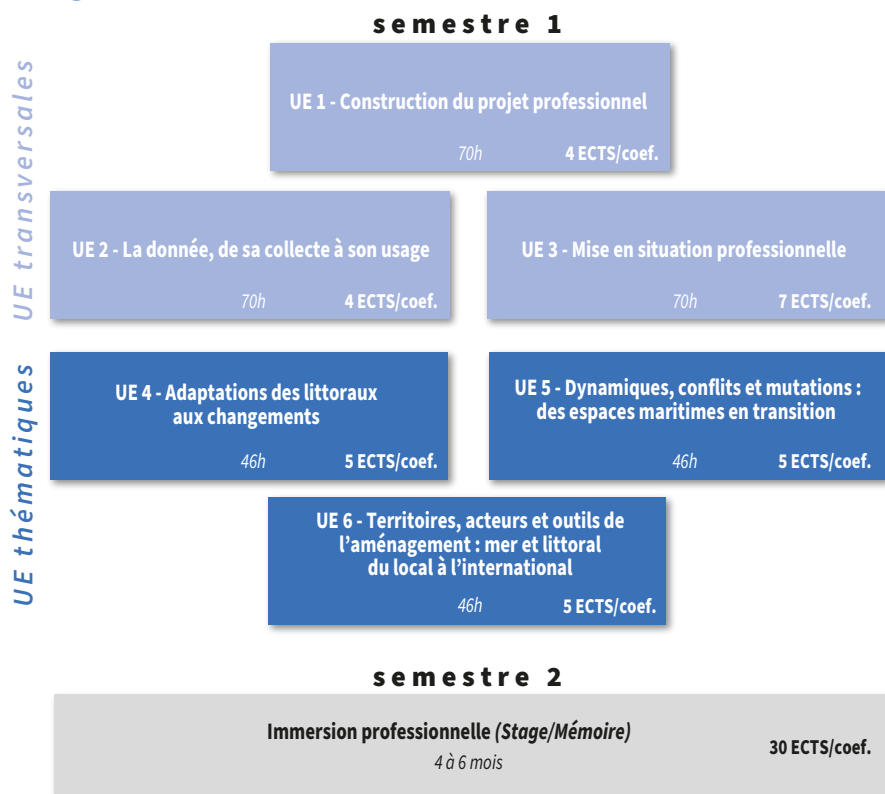 semestre 1
UE transversales
UE 1 - Construction du projet professionnel
70h 4 ECTS/coef.
UE 2 - La donnée, de sa collecte à son usage
70h 4 ECTS/coef.
UE 3 - Mise en situation professionnelle
70h 7 ECTS/coef.
UE thématiques
UE 4 - Adaptations des littoraux
aux changements
46h 5 ECTS/coef.
UE 5 - Dynamiques, conflits et mutations :
des espaces maritimes en transition
46h 5 ECTS/coef.
UE 6 - Territoires, acteurs et outils de
l’aménagement : mer et littoral
du local à l’international
46h 5 ECTS/coef.
semestre 2
Immersion professionnelle (Stage/Mémoire)
4 à 6 mois
30 ECTS/coef.